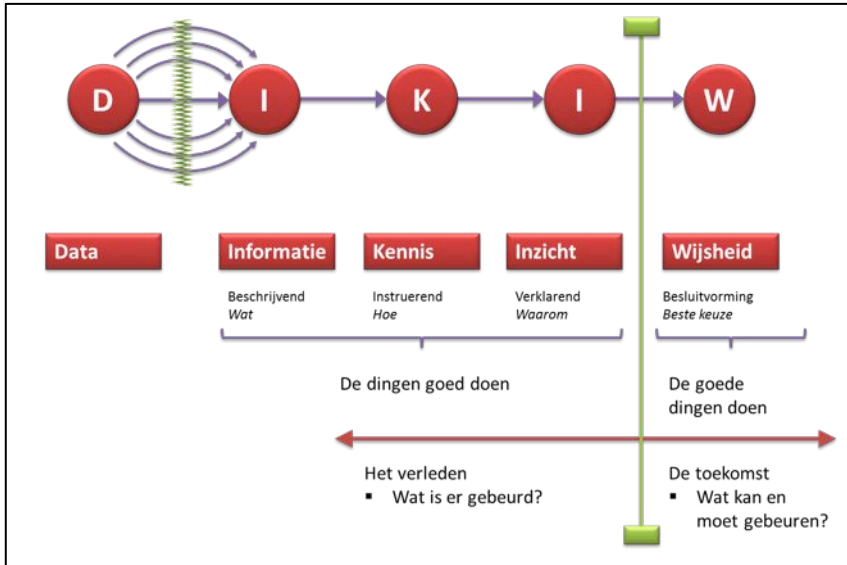 D I K I W
Data Informatie Kennis Inzicht Wijsheid
Beschrijvend Instruerend Verklarend Besluitvorming
Wat Hoe Waarom Beste keuze
De dingen goed doen
De goede
dingen doen
Het verleden
▪ Wat is er gebeurd?
De toekomst
▪ Wat kan en
moet gebeuren?